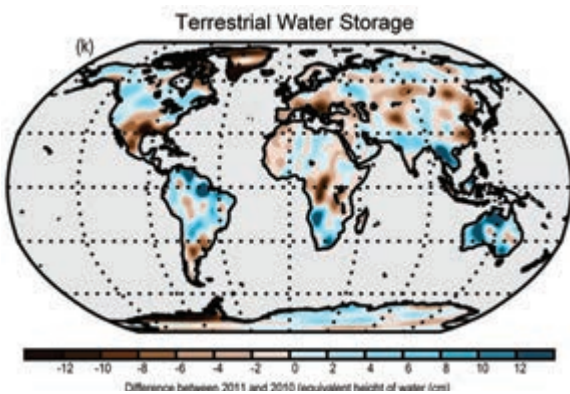 Terrestrial Water Storage
(k)
-12 -10 -8 -6 -4 -2 0 2 4 6 8 10 12
Difference between 2011 and 2010 (equivalent height of water (cm)